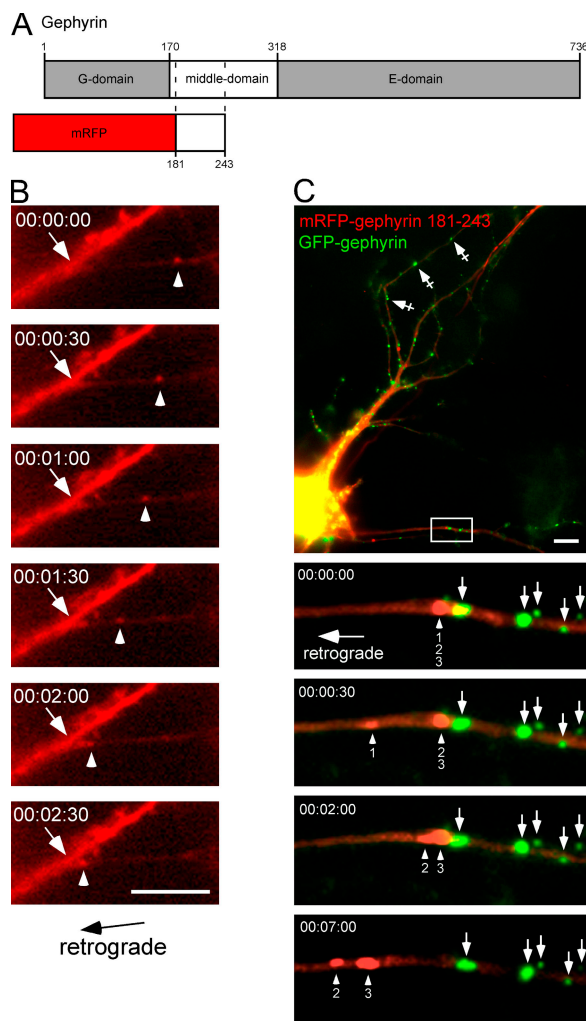 A Gephyrin
1 170 318 736
G-domain middle-domain E-domain
mRFP
181 243
B
00:00:00
00:00:30
00:01:00
00:01:30
00:02:00
00:02:30
retrograde
C
mRFP-gephyrin 181-243
GFP-gephyrin
00:00:00
1
2
3
retrograde
00:00:30
1 2
3
00:02:00
2 3
00:07:00
2 3